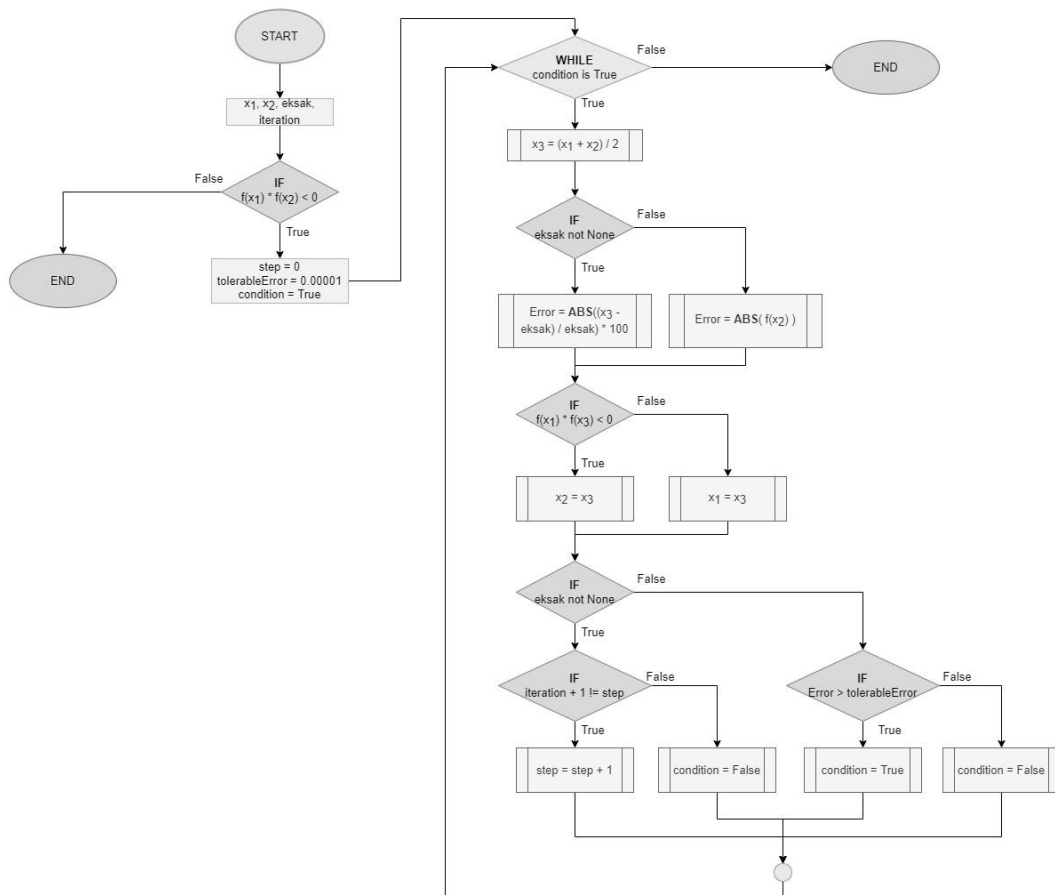 START
x1, x2, eksak,
iteration
IF
f(x1) * f(x2) < 0
False
True
END
step = 0
tolerableError = 0.00001
condition = True
WHILE
condition is True
False
END
True
x3 = (x1 + x2) / 2
IF
eksak not None
False
True
Error = ABS((x3 -
eksak) / eksak) * 100
Error = ABS( f(x2) )
IF
f(x1) * f(x3) < 0
False
True
x2 = x3
x1 = x3
IF
eksak not None
False
True
IF
iteration + 1 != step
False
True
IF
Error > tolerableError
False
True
step = step + 1
condition = False
condition = True
condition = False